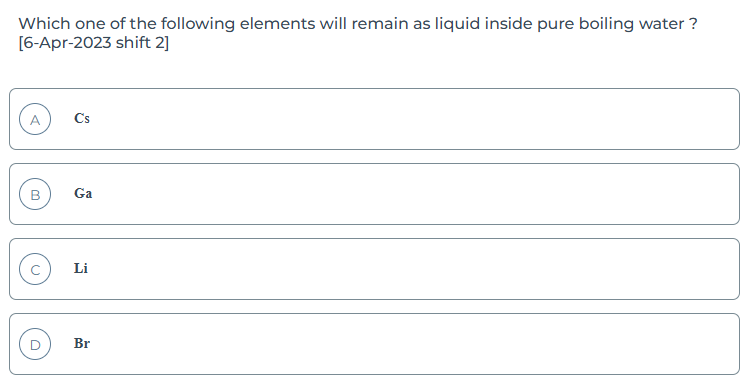 Which one of the following elements will remain as liquid inside pure boiling water ?
[6-Apr-2023 shift 2]
A Cs
B Ga
C Li
D Br